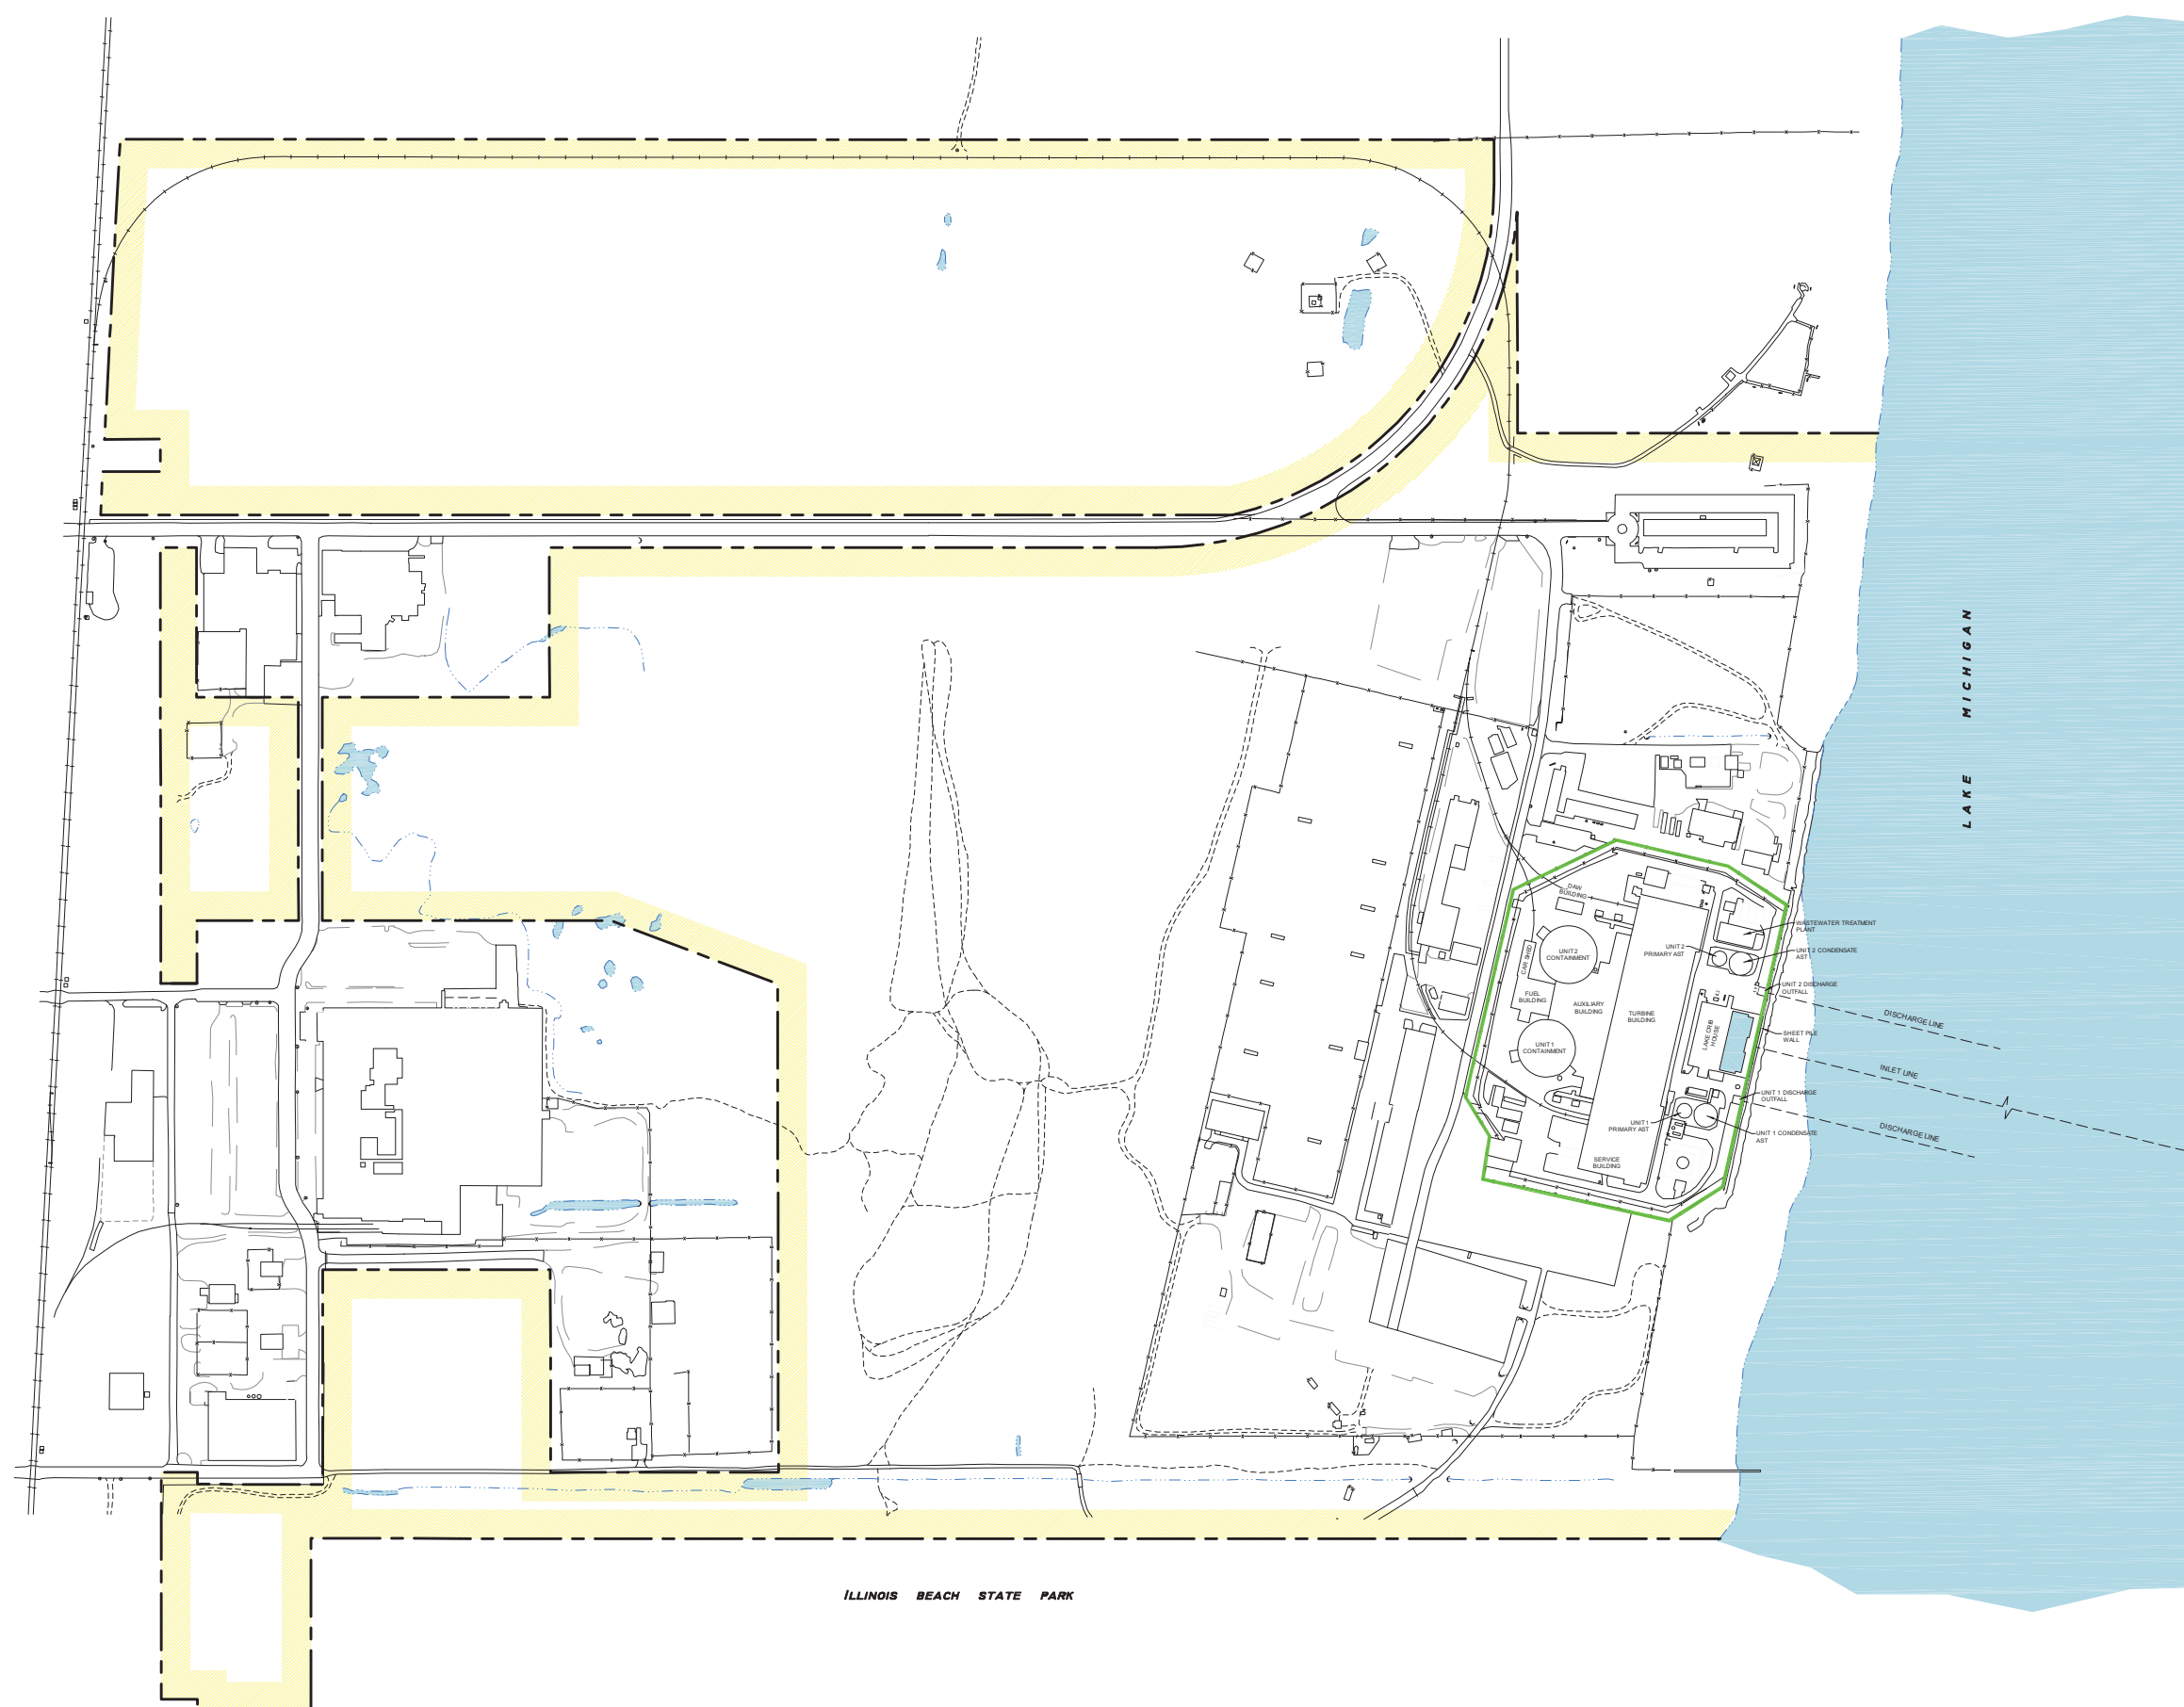 LAKE MICHIGAN
DAW
BUILDING
WASTEWATER TREATMENT
PLANT
UNIT 2
PRIMARY AST
UNIT 2 CONDENSATE
AST
UNIT 2
CONTAINMENT
CAR SHED
FUEL
BUILDING
AUXILIARY
BUILDING
TURBINE
BUILDING
UNIT 2 DISCHARGE
OUTFALL
DISCHARGE LINE
LAKE CRIB
HOUSE
SHEET PILE
WALL
UNIT 1
CONTAINMENT
INLET LINE
UNIT 1 DISCHARGE
OUTFALL
UNIT 1
PRIMARY AST
UNIT 1 CONDENSATE
AST
DISCHARGE LINE
SERVICE
BUILDING
ILLINOIS BEACH STATE PARK